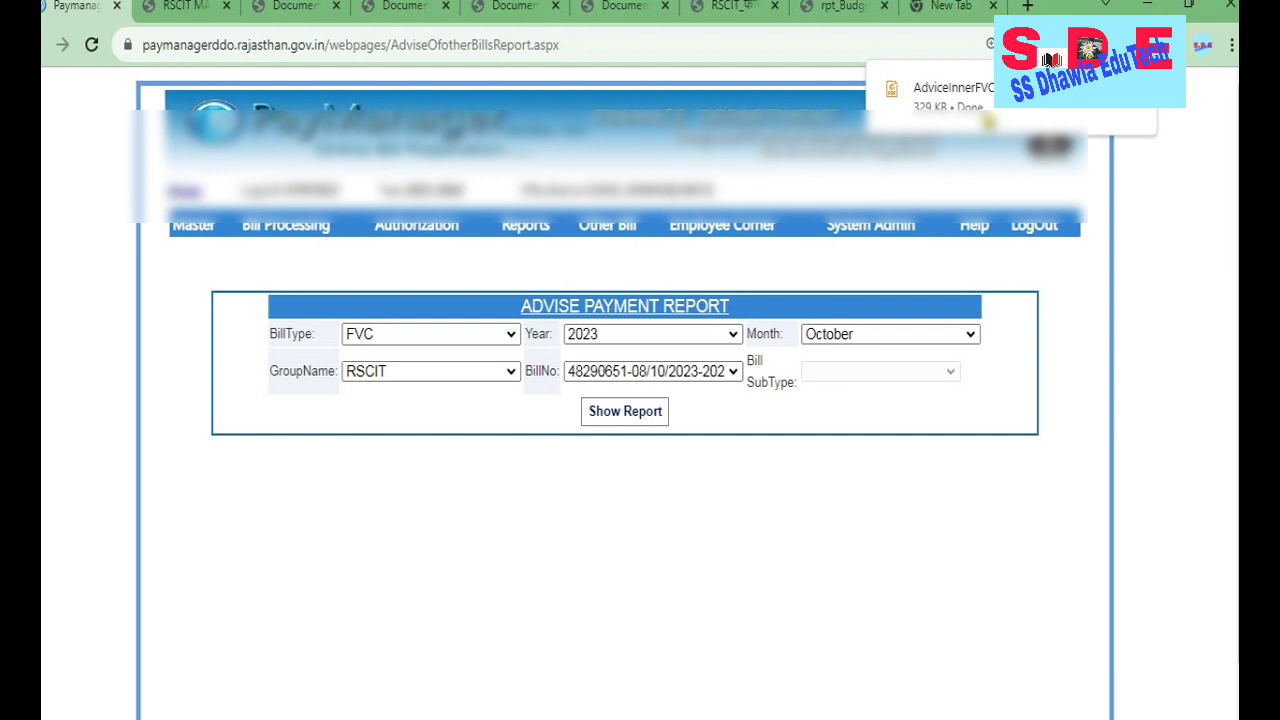 Paymanag
RSCIT MA
Documen
Documen
Documen
Documen
RSCIT_फ
rpt_Budg
New Tab
paymanagerddo.rajasthan.gov.in/webpages/AdviseOfotherBillsReport.aspx
SDE
SS Dhawla EduTech
AdviceInnerFVC
329 KB • Done
PayManager
Master Bill Processing Authorization Reports Other Bill Employee Corner System Admin Help LogOut
ADVISE PAYMENT REPORT
BillType: FVC Year: 2023 Month: October
GroupName: RSCIT BillNo: 48290651-08/10/2023-202 Bill SubType:
Show Report